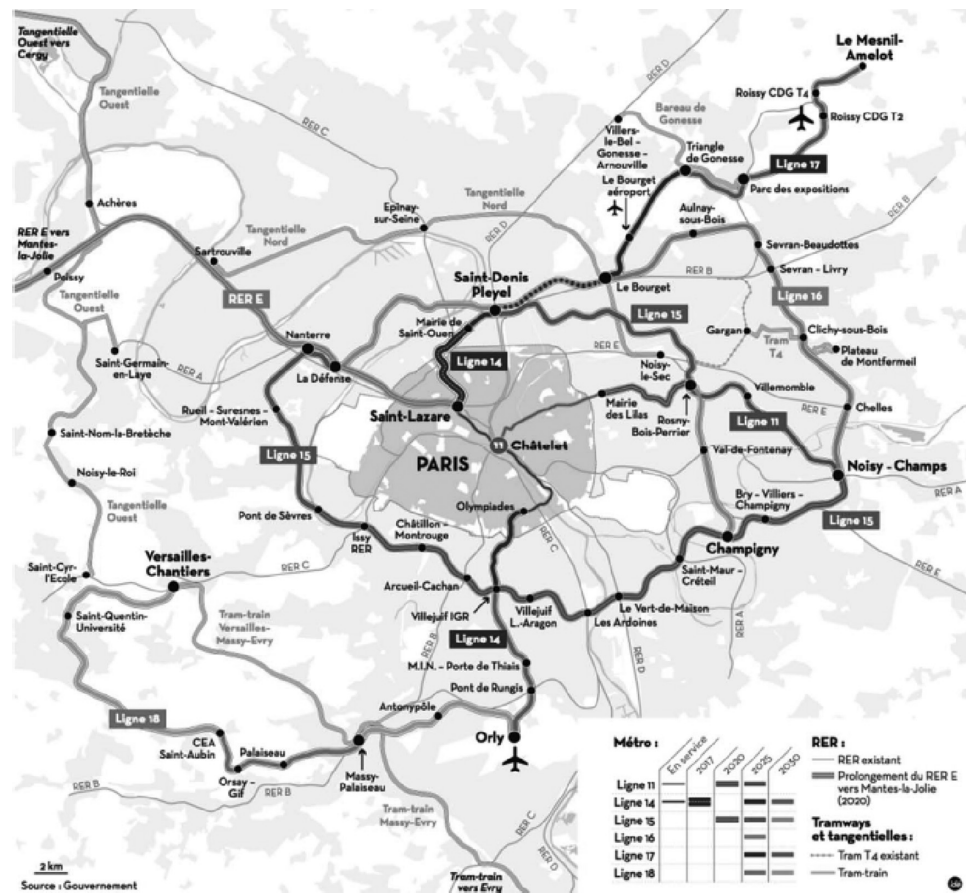 Tangentielle
Ouest vers
Cergy
Tangentielle
Ouest
RER C
RER D
Le Mesnil-
Amelot
Roissy CDG T4
Roissy CDG T2
Bareau de
Gonesse
Villers-
le-Bel –
Gonesse –
Arnouville
Triangle
de Gonesse
Ligne 17
Parc des expositions
Le Bourget
aéroport
Achères
Epinay-
sur-Seine
Tangentielle
Nord
Tangentielle
Nord
RER D
Aulnay-
sous-Bois
RER B
RER E vers
Mantes-
la-Jolie
Sartrouville
Sevran-Beaudottes
Poissy
Saint-Denis
Pleyel
RER B
Sevran – Livry
Le Bourget
Tangentielle
Ouest
RER E
Ligne 16
Mairie de
Saint-Ouen
Ligne 15
Nanterre
Gargan
Clichy-sous-Bois
Tram
T4
Plateau
de Montfermeil
Saint-Germain-
en-Laye
RER A
La Défense
Ligne 14
RER E
Noisy-
le-Sec
Villemomble
Saint-Lazare
Mairie
des Lilas
Rosny-
Bois-Perrier
RER E
Chelles
Rueil – Suresnes –
Mont-Valérien
Ligne 11
Saint-Nom-la-Bretèche
11
Châtelet
PARIS
Ligne 15
Val-de-Fontenay
Noisy – Champs
Noisy-le-Roi
RER A
Bry – Villiers –
Champigny
Tangentielle
Ouest
Pont de Sèvres
Olympiades
Ligne 15
Issy
RER
Châtillon –
Montrouge
Champigny
Versailles-
Chantiers
RER C
RER C
Saint-Cyr-
l'Ecole
Arcueil-Cachan
Saint-Maur –
Créteil
RER E
Saint-Quentin-
Université
Villejuif IGR
Villejuif
L.-Aragon
Le Vert-de-Maison
Les Ardoines
RER A
Tram-train
Versailles-
Massy-Evry
RER B
Ligne 14
RER D
M.I.N. – Porte de Thiais
Pont de Rungis
Antonypôle
Ligne 18
Orly
CEA
Saint-Aubin
Palaiseau
Orsay –
Gif
Massy-
Palaiseau
RER B
RER B
Tram-train
Massy-Evry
RER C
RER D
Tram-train
vers Evry
Métro :
En service
2017
2020
2025
2030
Ligne 11
Ligne 14
Ligne 15
Ligne 16
Ligne 17
Ligne 18
RER :
RER existant
Prolongement du RER E
vers Mantes-la-Jolie
(2020)
Tramways
et tangentielles :
Tram T4 existant
Tram-train
2 km
Source : Gouvernement